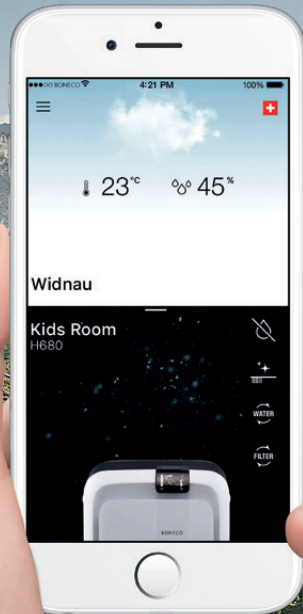 BONECO 4:21 PM 100%
23°C 45%
Widnau
Kids Room
H680
WATER
FILTER
BONECO